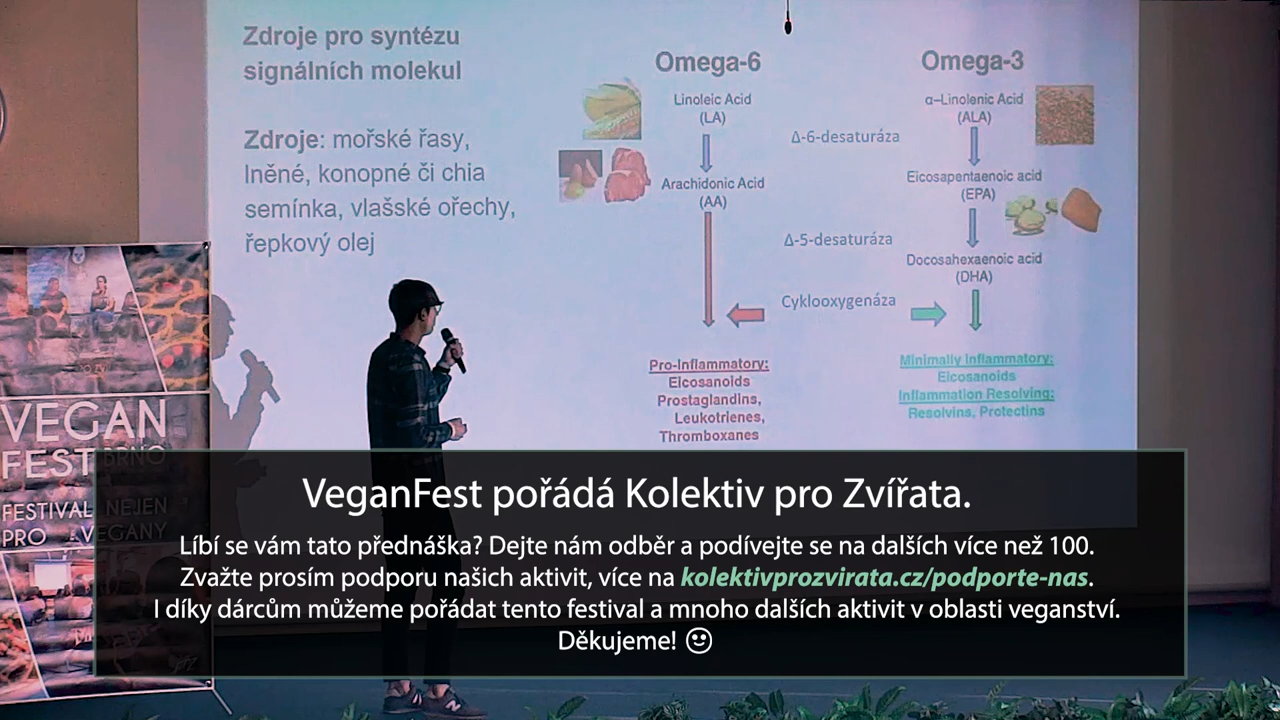 Zdroje pro syntézu
signálních molekul
Zdroje: mořské řasy,
lněné, konopné či chia
semínka, vlašské ořechy,
řepkový olej
Omega-6
Linoleic Acid
(LA)
Arachidonic Acid
(AA)
Pro-Inflammatory:
Eicosanoids
Prostaglandins,
Leukotrienes,
Thromboxanes
Δ-6-desaturáza
Δ-5-desaturáza
Cyklooxygenáza
Omega-3
α–Linolenic Acid
(ALA)
Eicosapentaenoic acid
(EPA)
Docosahexaenoic acid
(DHA)
Minimally Inflammatory:
Eicosanoids
Inflammation Resolving:
Resolvins, Protectins
VEGAN
FEST BRNO
FESTIVAL NEJEN
PRO VEGANY
VeganFest pořádá Kolektiv pro Zvířata.
Líbí se vám tato přednáška? Dejte nám odběr a podívejte se na dalších více než 100.
Zvažte prosím podporu našich aktivit, více na kolektivprozvirata.cz/podporte-nas.
I díky dárcům můžeme pořádat tento festival a mnoho dalších aktivit v oblasti veganství.
Děkujeme! 🙂